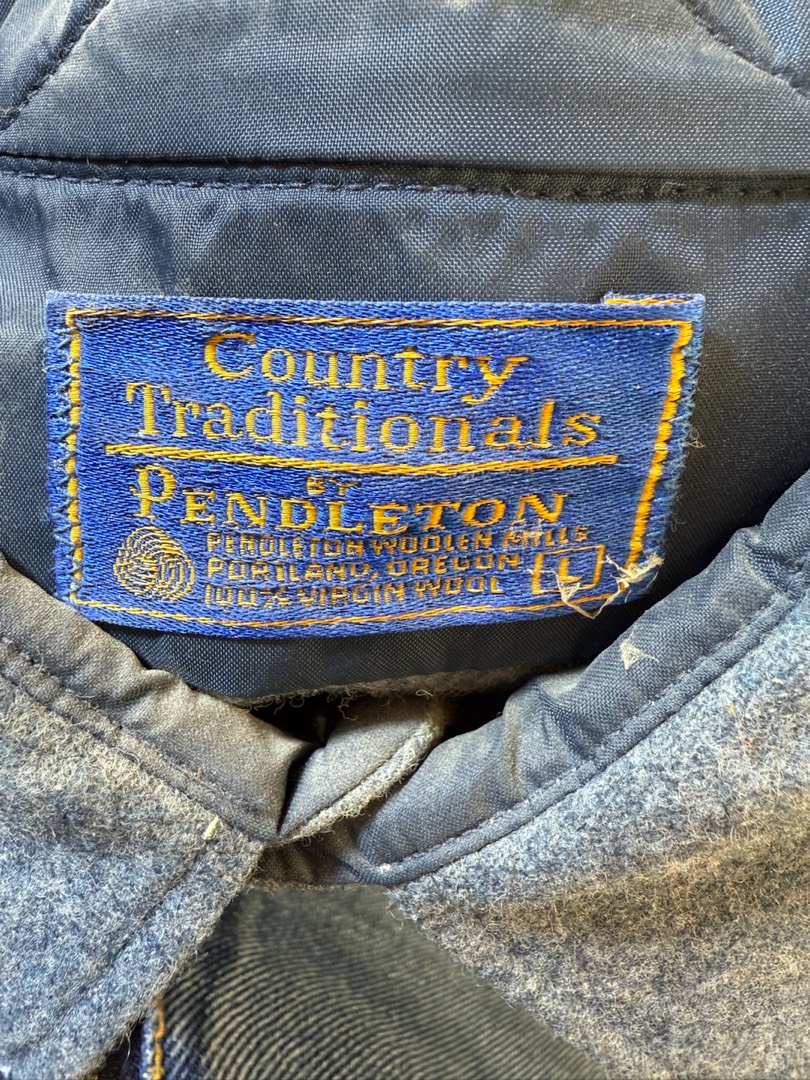 Country
Traditionals
BY
PENDLETON
PENDLETON WOOLEN MILLS
PORTLAND, OREGON
100% VIRGIN WOOL
L